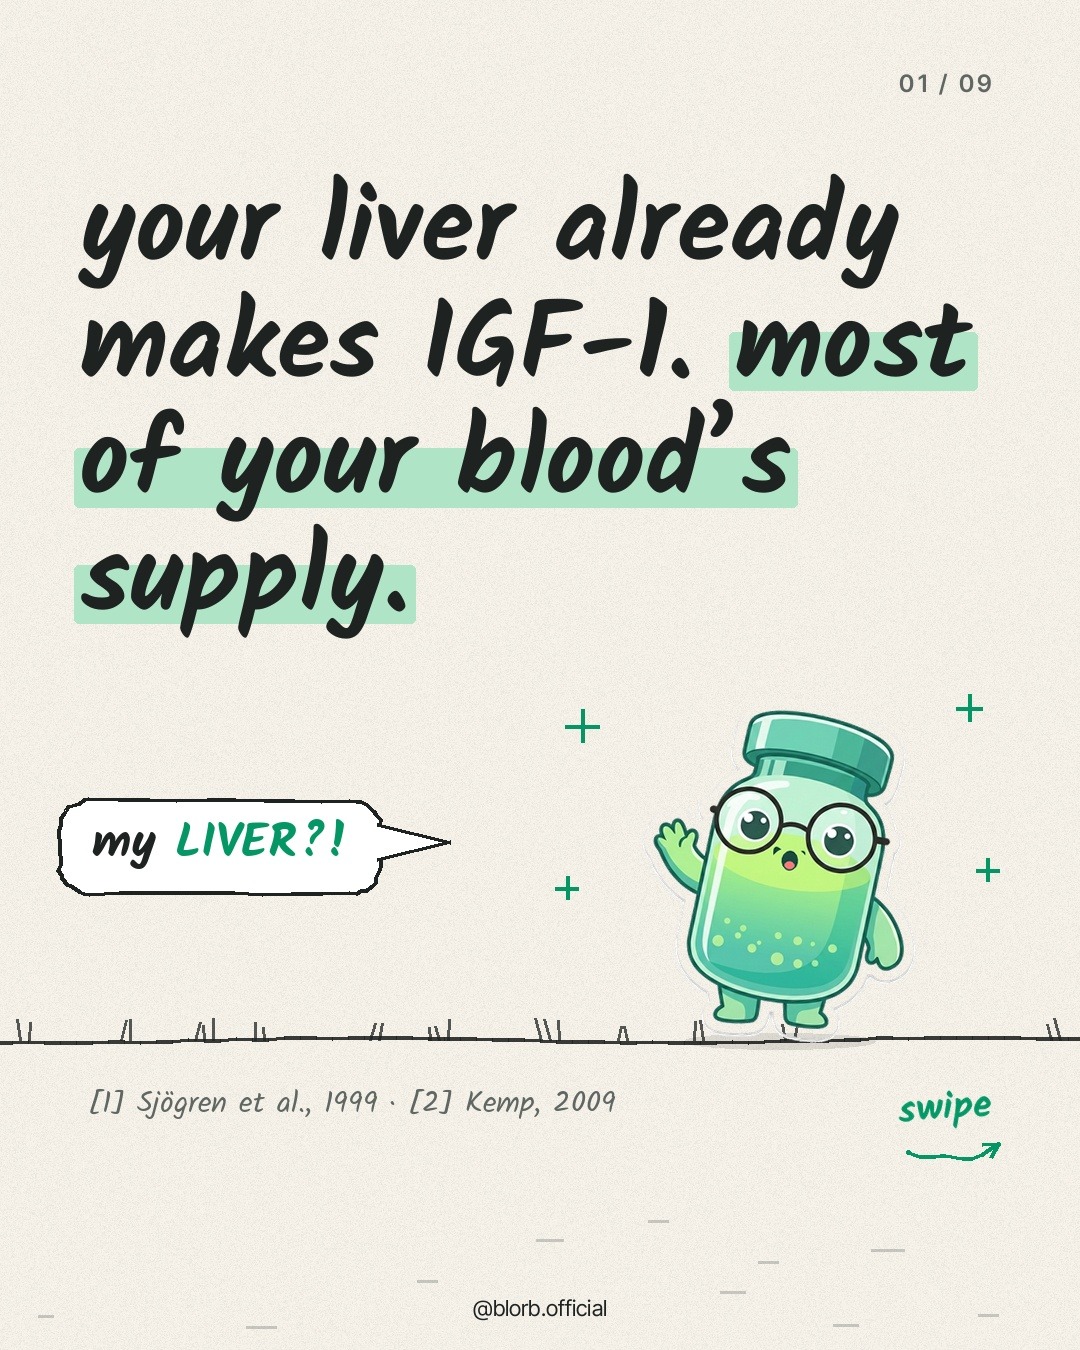 01 / 09
your liver already
makes IGF-1. most
of your blood’s
supply.
my LIVER?!
[1] Sjögren et al., 1999 · [2] Kemp, 2009
swipe
@blorb.official